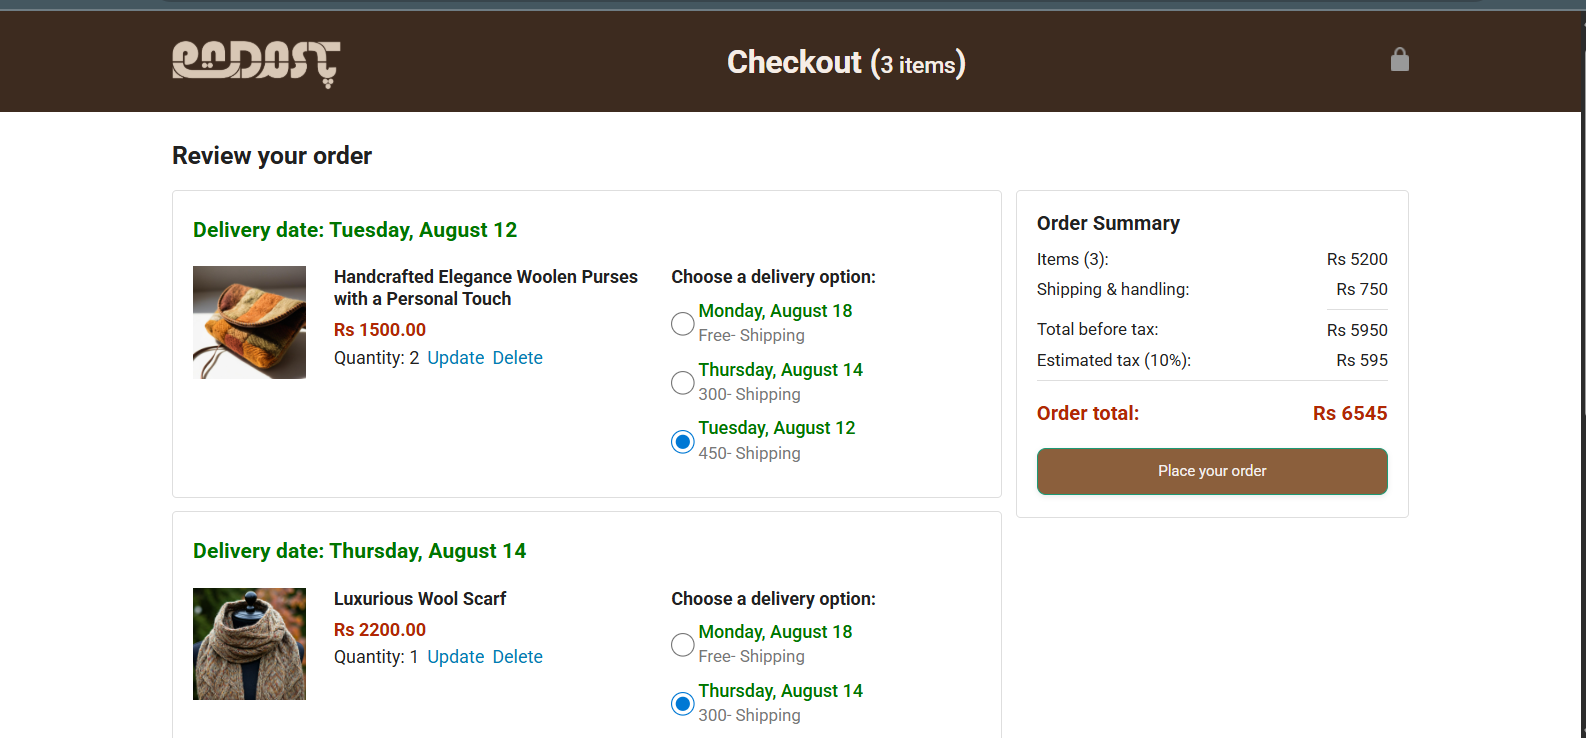 Checkout (3 items)
Review your order
Delivery date: Tuesday, August 12
Handcrafted Elegance Woolen Purses
with a Personal Touch
Rs 1500.00
Quantity: 2 Update Delete
Choose a delivery option:
Monday, August 18
Free- Shipping
Thursday, August 14
300- Shipping
Tuesday, August 12
450- Shipping
Delivery date: Thursday, August 14
Luxurious Wool Scarf
Rs 2200.00
Quantity: 1 Update Delete
Choose a delivery option:
Monday, August 18
Free- Shipping
Thursday, August 14
300- Shipping
Order Summary
Items (3): Rs 5200
Shipping & handling: Rs 750
Total before tax: Rs 5950
Estimated tax (10%): Rs 595
Order total: Rs 6545
Place your order